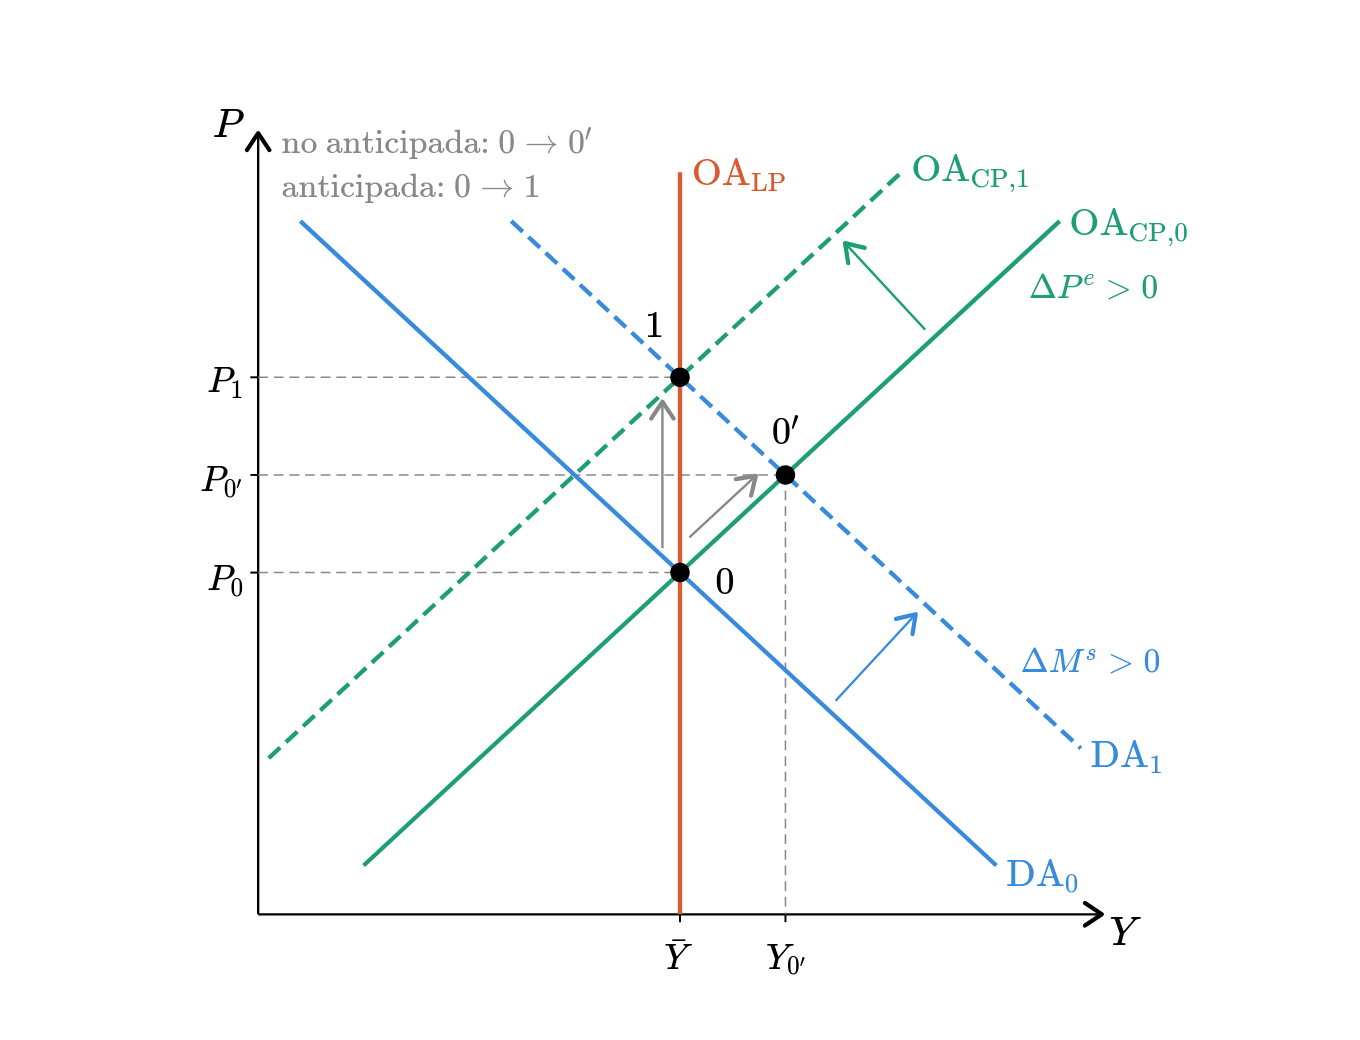 P
no anticipada: 0 → 0′
anticipada: 0 → 1
OA_LP
OA_CP,1
OA_CP,0
ΔP^e > 0
1
P_1
0′
P_0′
P_0
0
ΔM^s > 0
DA_1
DA_0
Y
Ȳ
Y_0′